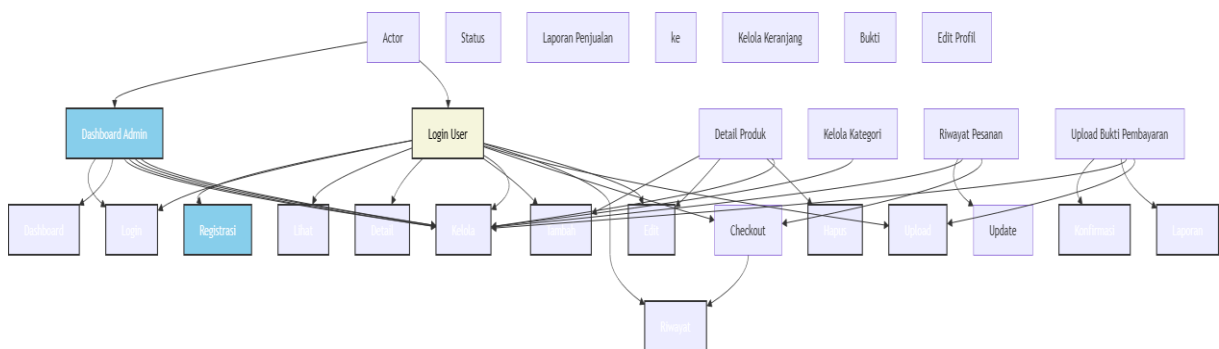 Actor
Status
Laporan Penjualan
ke
Kelola Keranjang
Bukti
Edit Profil
Dashboard Admin
Login User
Detail Produk
Kelola Kategori
Riwayat Pesanan
Upload Bukti Pembayaran
Dashboard
Login
Registrasi
Lihat
Detail
Kelola
Tambah
Edit
Checkout
Hapus
Upload
Update
Konfirmasi
Laporan
Riwayat